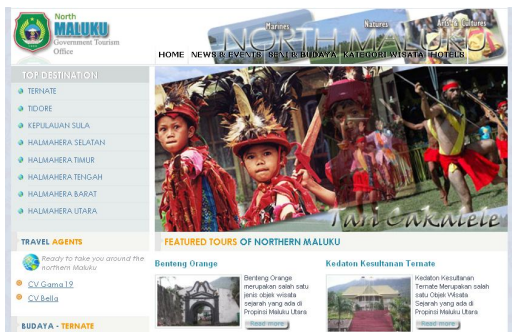 North
MALUKU
Government Tourism
Office
Marines
Natures
Arts & Cultures
NORTH MALUKU
HOME NEWS & EVENTS SENI & BUDAYA KATEGORI WISATA HOTELS
TOP DESTINATION
TERNATE
TIDORE
KEPULAUAN SULA
HALMAHERA SELATAN
HALMAHERA TIMUR
HALMAHERA TENGAH
HALMAHERA BARAT
HALMAHERA UTARA
Tari Cakalele
TRAVEL AGENTS
Ready to take you around the
northern Maluku
CV Gama19
CV Bella
BUDAYA - TERNATE
FEATURED TOURS OF NORTHERN MALUKU
Benteng Orange
Benteng Orange
merupakan salah satu
jenis objek wisata
sejarah yang ada di
Propinsi Maluku Utara
Read more
Kedaton Kesultanan Ternate
Kedaton Kesultanan
Ternate Merupakan salah
satu Objek Wisata
Sejarah yang ada di
Propinsi Maluku Utara
Read more